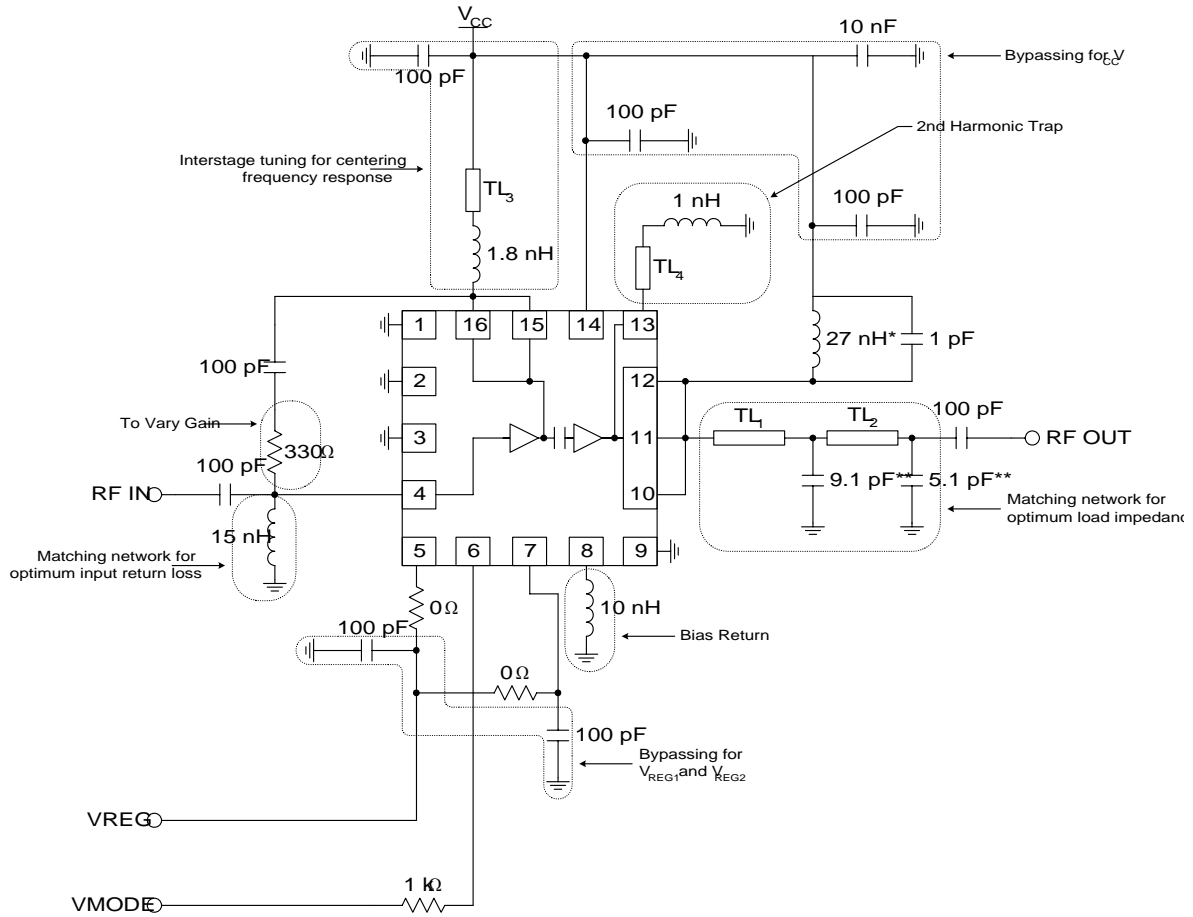 VCC
10 nF
100 pF
Bypassing for VCC
100 pF
2nd Harmonic Trap
Interstage tuning for centering
frequency response
TL3
1 nH
100 pF
1.8 nH
TL4
1
16
15
14
13
27 nH*
1 pF
100 pF
2
12
To Vary Gain
TL1
TL2
100 pF
3
11
RF OUT
330Ω
100 pF
9.1 pF**
5.1 pF**
RF IN
4
10
Matching network for
optimum load impedanc
15 nH
Matching network for
optimum input return loss
5
6
7
8
9
0Ω
10 nH
100 pF
Bias Return
0Ω
100 pF
Bypassing for
VREG1 and VREG2
VREG
1 kΩ
VMODE